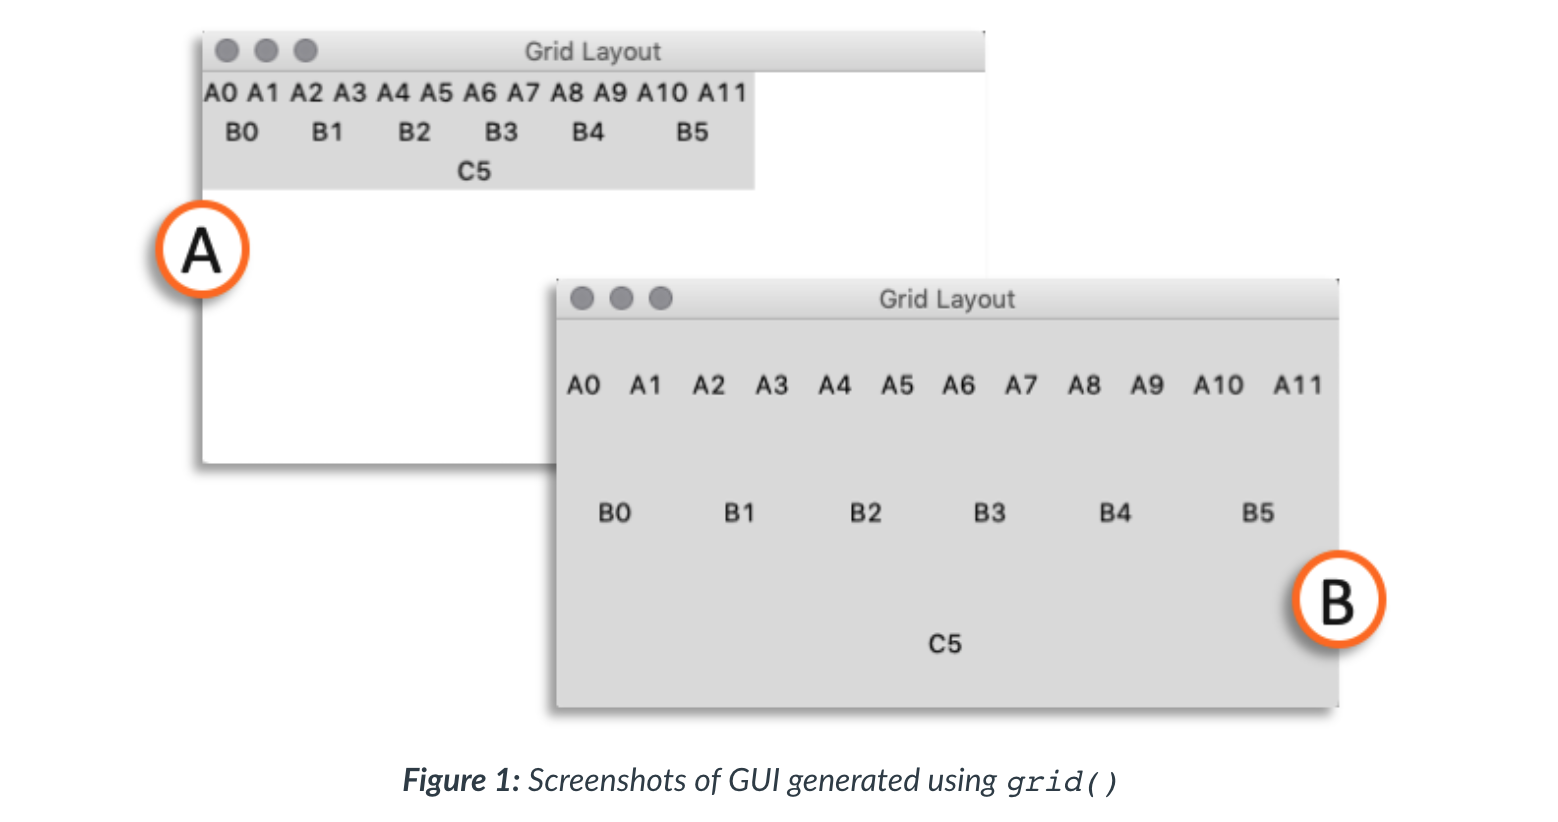 Grid Layout
A0 A1 A2 A3 A4 A5 A6 A7 A8 A9 A10 A11
B0 B1 B2 B3 B4 B5
C5
A
Grid Layout
A0 A1 A2 A3 A4 A5 A6 A7 A8 A9 A10 A11
B0 B1 B2 B3 B4 B5
B
C5
Figure 1: Screenshots of GUI generated using grid()